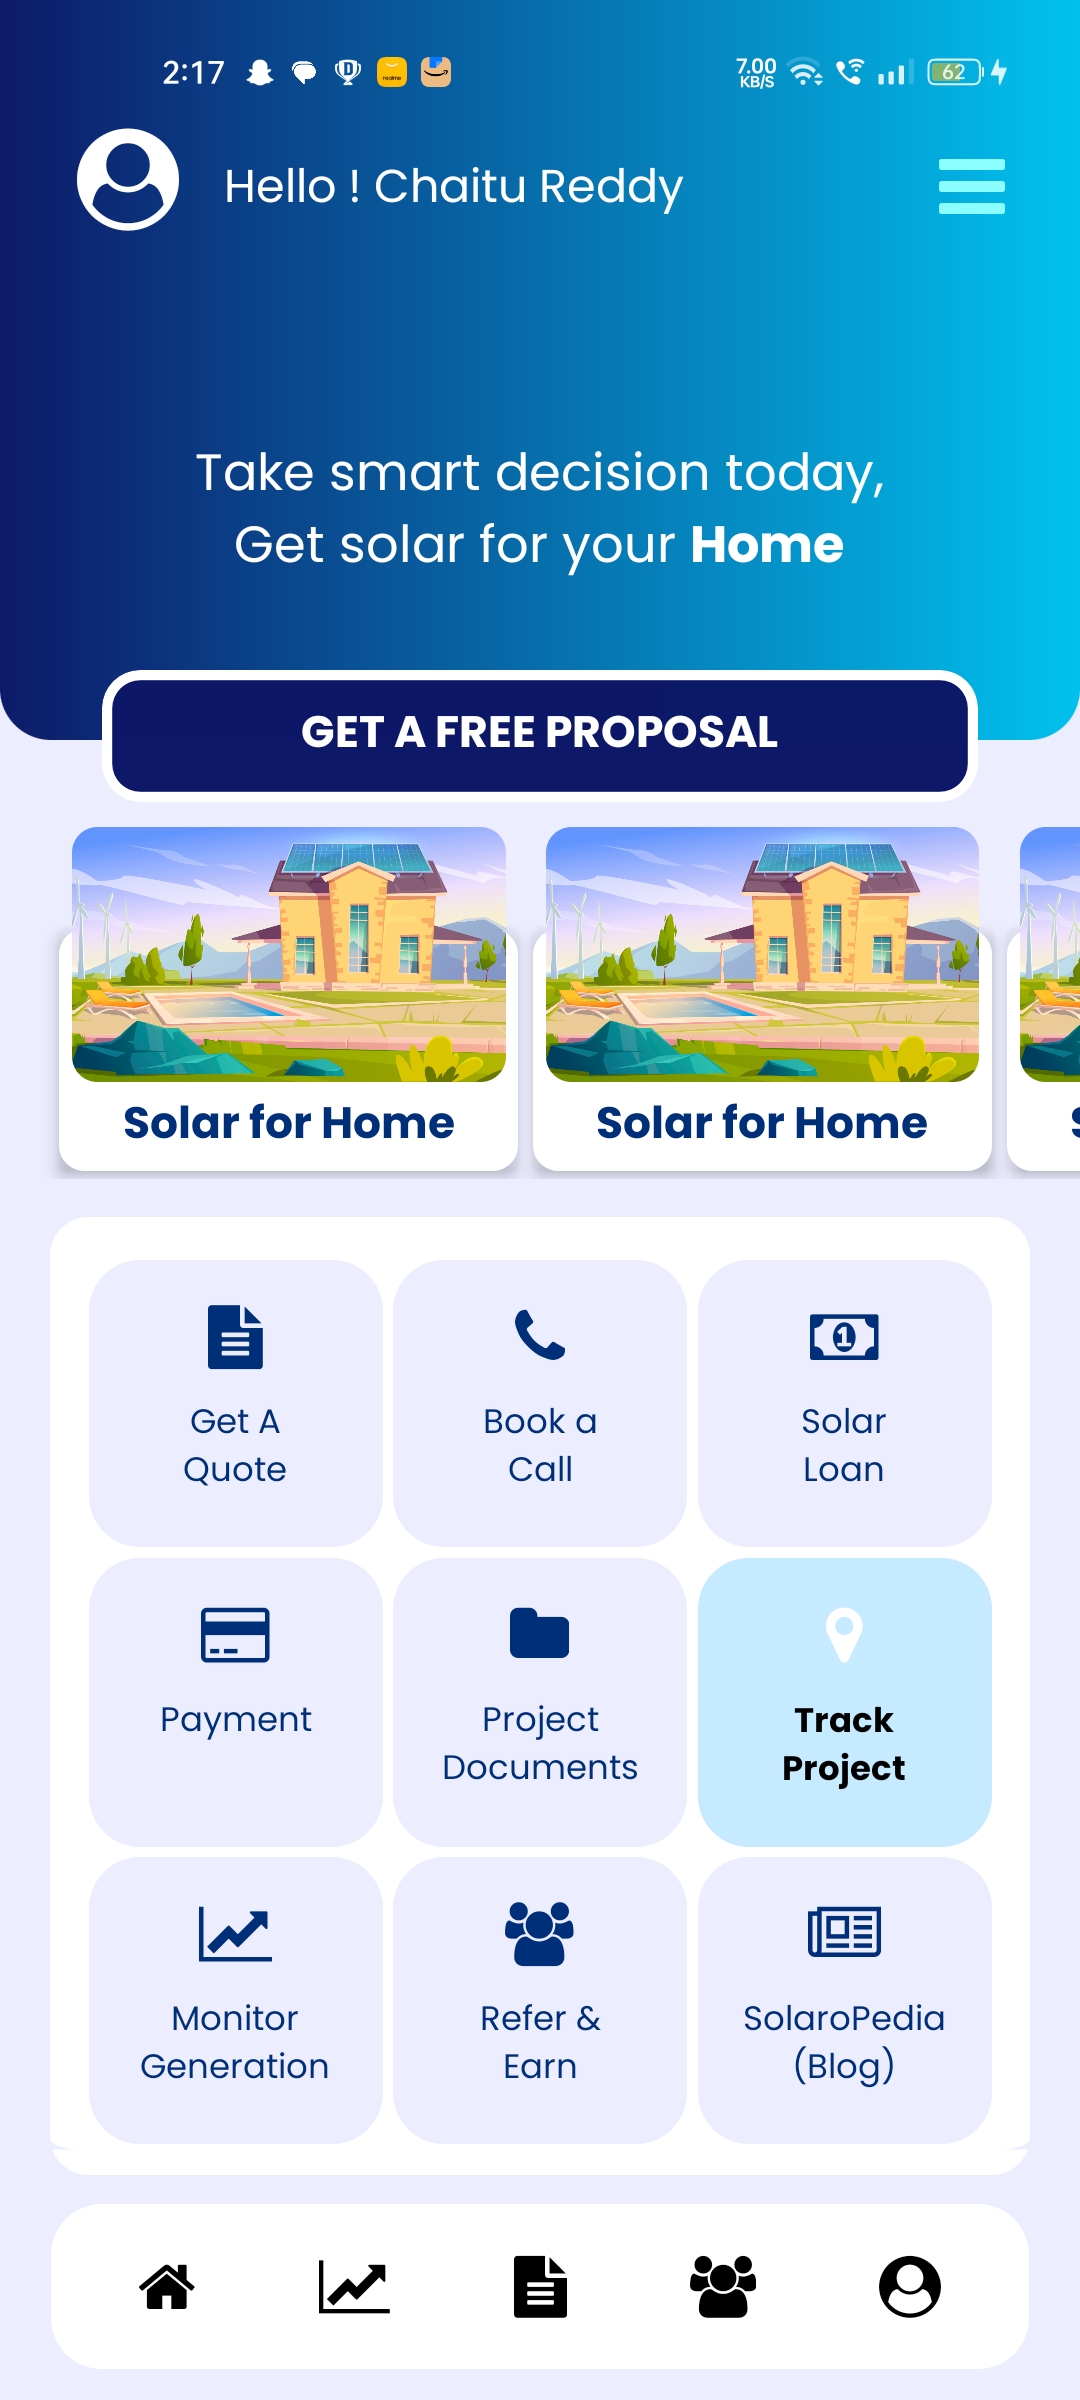 2:17
7.00
KB/S
62
Hello ! Chaitu Reddy
Take smart decision today,
Get solar for your Home
GET A FREE PROPOSAL
Solar for Home
Solar for Home
Get A
Quote
Book a
Call
Solar
Loan
Payment
Project
Documents
Track
Project
Monitor
Generation
Refer &
Earn
SolaroPedia
(Blog)